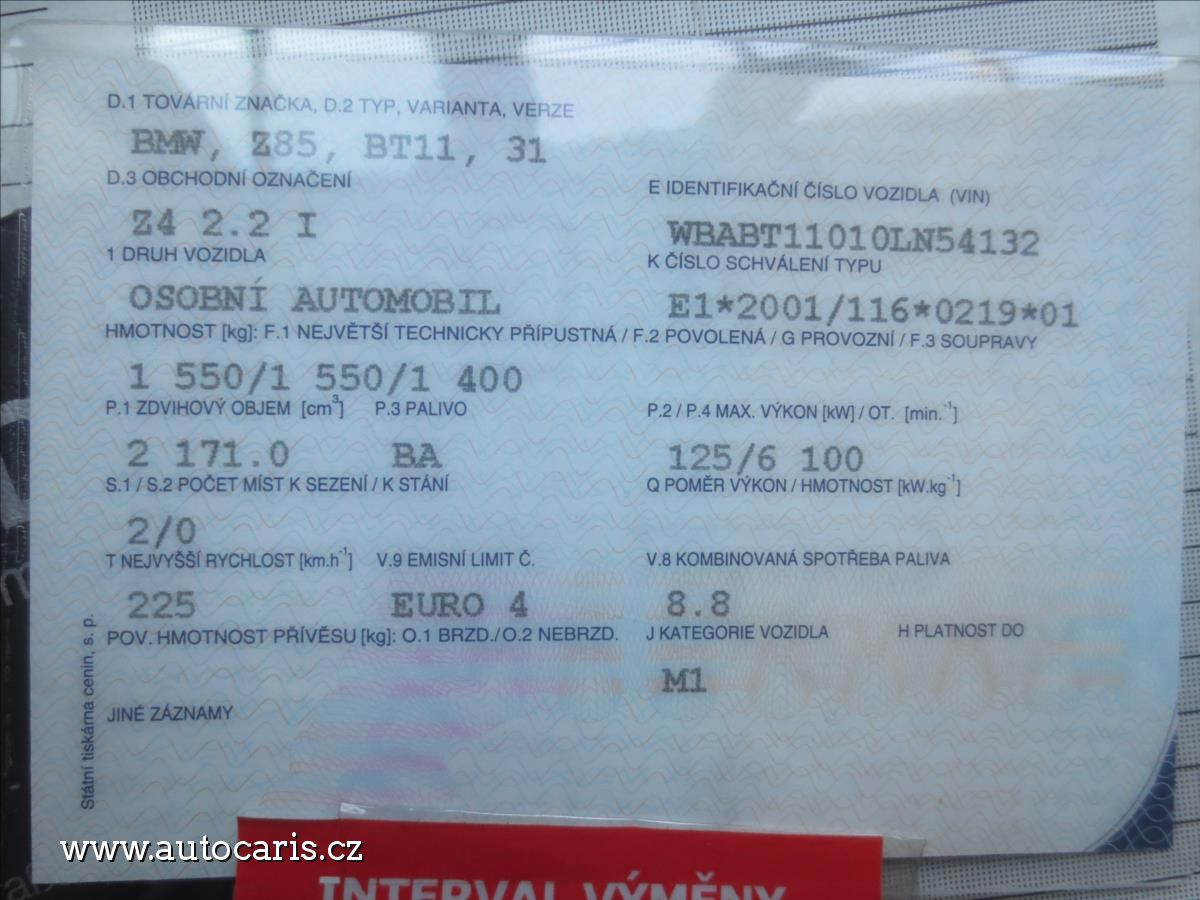 D.1 TOVÁRNÍ ZNAČKA, D.2 TYP, VARIANTA, VERZE
BMW, Z85, BT11, 31
D.3 OBCHODNÍ OZNAČENÍ
E IDENTIFIKAČNÍ ČÍSLO VOZIDLA (VIN)
Z4 2.2 I
WBABT11010LN54132
1 DRUH VOZIDLA
K ČÍSLO SCHVÁLENÍ TYPU
OSOBNÍ AUTOMOBIL
E1*2001/116*0219*01
HMOTNOST [kg]: F.1 NEJVĚTŠÍ TECHNICKY PŘÍPUSTNÁ / F.2 POVOLENÁ / G PROVOZNÍ / F.3 SOUPRAVY
1 550/1 550/1 400
P.1 ZDVIHOVÝ OBJEM [cm³] P.3 PALIVO P.2 / P.4 MAX. VÝKON [kW] / OT. [min.⁻¹]
2 171.0 BA 125/6 100
S.1 / S.2 POČET MÍST K SEZENÍ / K STÁNÍ Q POMĚR VÝKON / HMOTNOST [kW.kg⁻¹]
2/0
T NEJVYŠŠÍ RYCHLOST [km.h⁻¹] V.9 EMISNÍ LIMIT Č. V.8 KOMBINOVANÁ SPOTŘEBA PALIVA
225 EURO 4 8.8
POV. HMOTNOST PŘÍVĚSU [kg]: O.1 BRZD./O.2 NEBRZD. J KATEGORIE VOZIDLA H PLATNOST DO
M1
JINÉ ZÁZNAMY
Státní tiskárna cenin, s. p.
www.autocaris.cz
INTERVAL VÝMĚNY